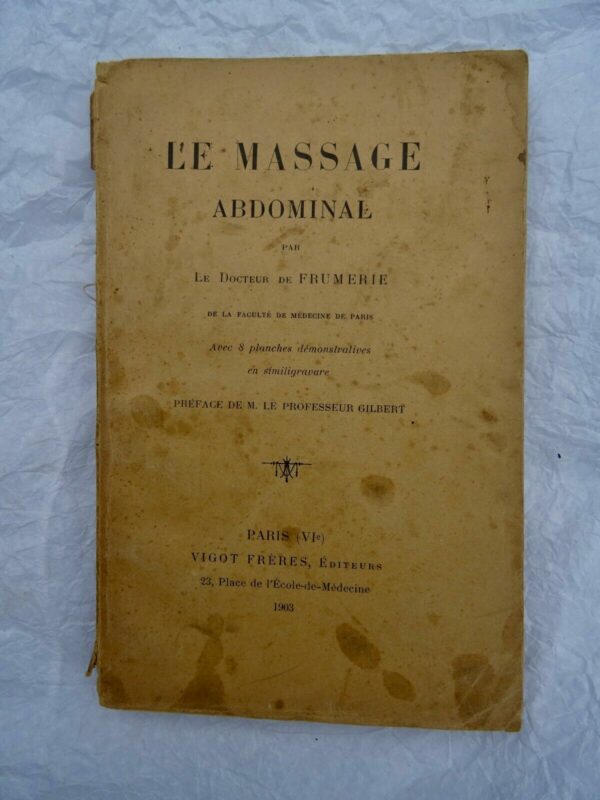 LE MASSAGE
ABDOMINAL
PAR
LE DOCTEUR DE FRUMERIE
DE LA FACULTÉ DE MÉDECINE DE PARIS
Avec 8 planches démonstratives
en similigravure
PRÉFACE DE M. LE PROFESSEUR GILBERT
PARIS (VIe)
VIGOT FRÈRES, ÉDITEURS
23, Place de l'École-de-Médecine
1903